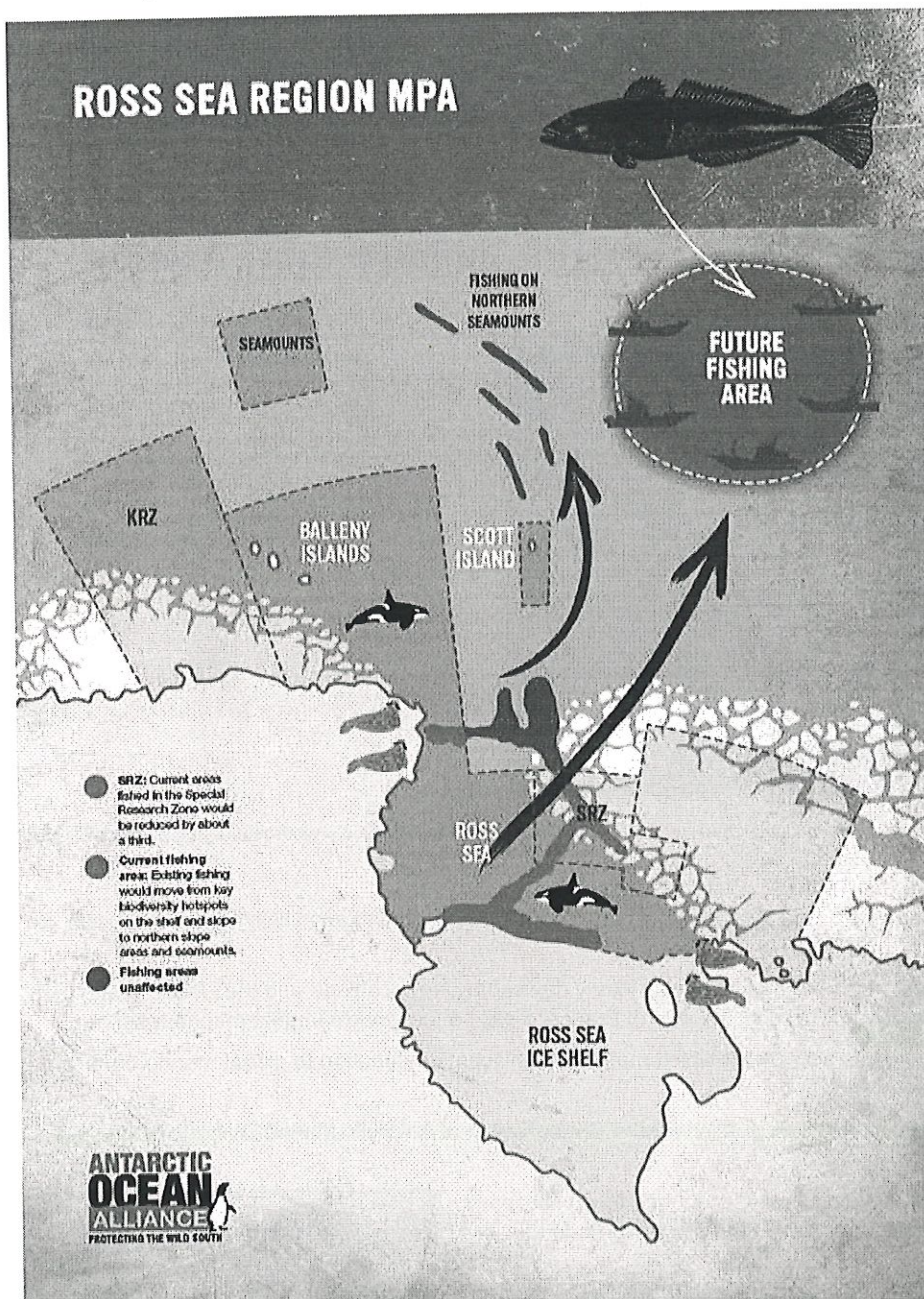 ROSS SEA REGION MPA
FISHING ON
NORTHERN
SEAMOUNTS
SEAMOUNTS
FUTURE
FISHING
AREA
KRZ
BALLENY
ISLANDS
SCOTT
ISLAND
SRZ: Current areas
fished in the Special
Research Zone would
be reduced by about
a third.
Current fishing
area: Existing fishing
would move from key
biodiversity hotspots
on the shelf and slope
to northern slope
areas and seamounts.
Fishing areas
unaffected
ROSS
SEA
SRZ
ROSS SEA
ICE SHELF
ANTARCTIC
OCEAN
ALLIANCE
PROTECTING THE WILD SOUTH